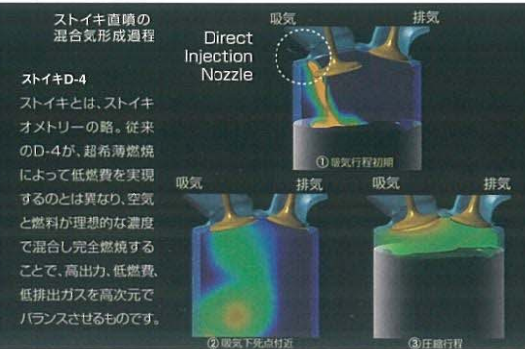 ストイキ直噴の
混合気形成過程
ストイキD-4
ストイキとは、ストイキ
オメトリーの略。従来
のD-4が、超希薄燃焼
によって低燃費を実現
するのとは異なり、空気
と燃料が理想的な濃度
で混合し完全燃焼する
ことで、高出力、低燃費、
低排出ガスを高次元で
バランスさせるものです。
Direct
Injection
Nozzle
吸気 排気
①吸気行程初期
吸気 排気
②吸気下死点付近
吸気 排気
③圧縮行程